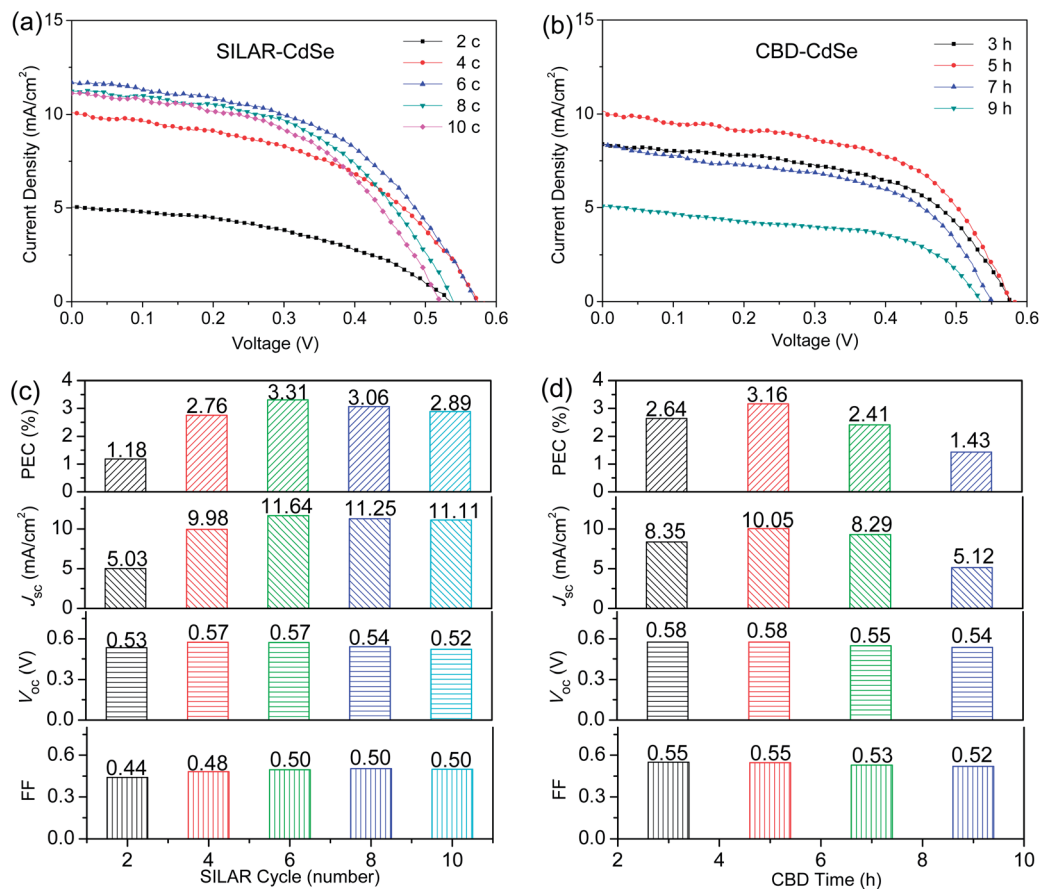 (a)
SILAR-CdSe
2 c
4 c
6 c
8 c
10 c
15
10
5
0
Current Density (mA/cm²)
0.0 0.1 0.2 0.3 0.4 0.5 0.6
Voltage (V)
(b)
CBD-CdSe
3 h
5 h
7 h
9 h
15
10
5
0
Current Density (mA/cm²)
0.0 0.1 0.2 0.3 0.4 0.5 0.6
Voltage (V)
(c)
PEC (%)
4
3
2
1
0
1.18 2.76 3.31 3.06 2.89
Jsc (mA/cm²)
10
5
0
5.03 9.98 11.64 11.25 11.11
Voc (V)
0.6
0.3
0.0
0.53 0.57 0.57 0.54 0.52
FF
0.6
0.3
0.0
0.44 0.48 0.50 0.50 0.50
2 4 6 8 10
SILAR Cycle (number)
(d)
PEC (%)
4
3
2
1
0
2.64 3.16 2.41 1.43
Jsc (mA/cm²)
10
5
0
8.35 10.05 8.29 5.12
Voc (V)
0.6
0.3
0.0
0.58 0.58 0.55 0.54
FF
0.6
0.3
0.0
0.55 0.55 0.53 0.52
2 4 6 8 10
CBD Time (h)